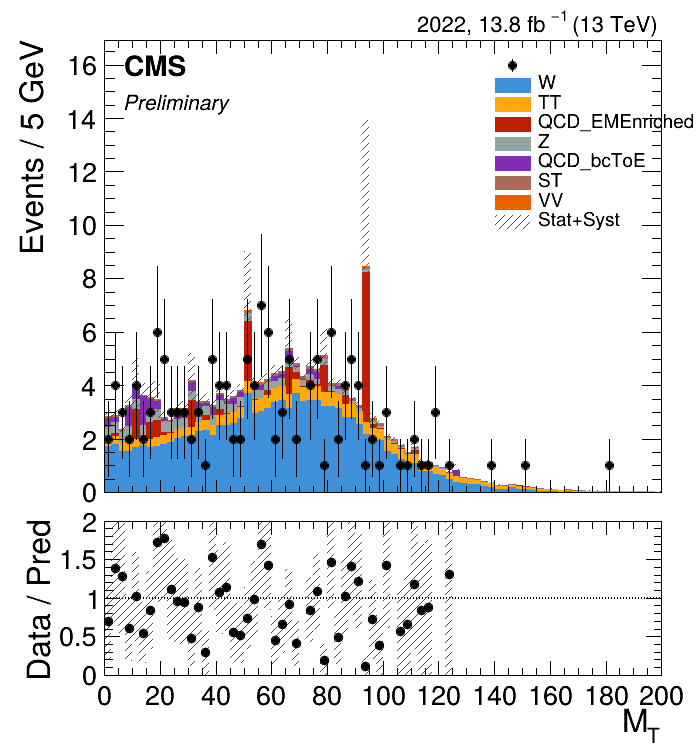 2022, 13.8 fb⁻¹ (13 TeV)
CMS
Preliminary
Events / 5 GeV
16
14
12
10
8
6
4
2
0
W
TT
QCD_EMEnriched
Z
QCD_bcToE
ST
VV
Stat+Syst
Data / Pred
2
1.5
1
0.5
0
0 20 40 60 80 100 120 140 160 180 200
M_T